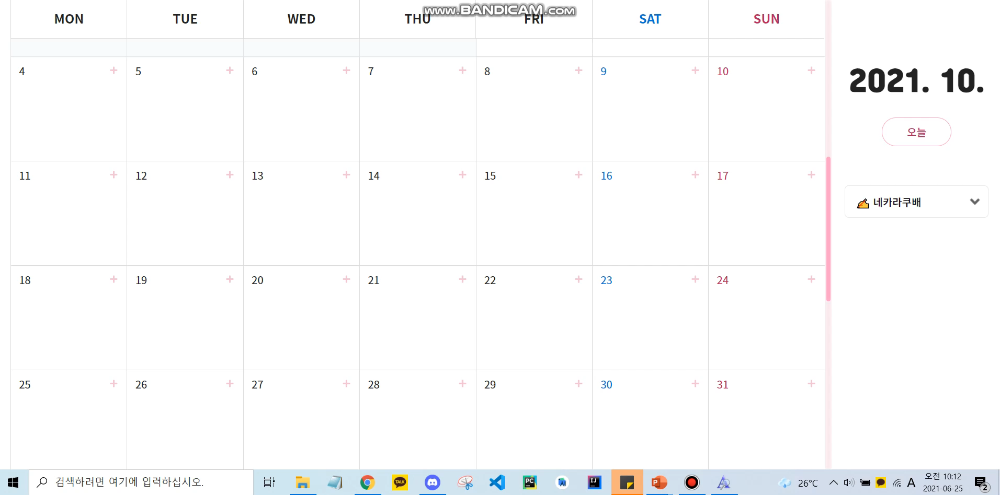 www.BANDICAM.com
MON TUE WED THU FRI SAT SUN
4 5 6 7 8 9 10
2021. 10.
오늘
11 12 13 14 15 16 17
네카라쿠배
18 19 20 21 22 23 24
25 26 27 28 29 30 31
검색하려면 여기에 입력하십시오.
TALK
PC
IJ
P
26°C
A
오전 10:12
2021-06-25
2